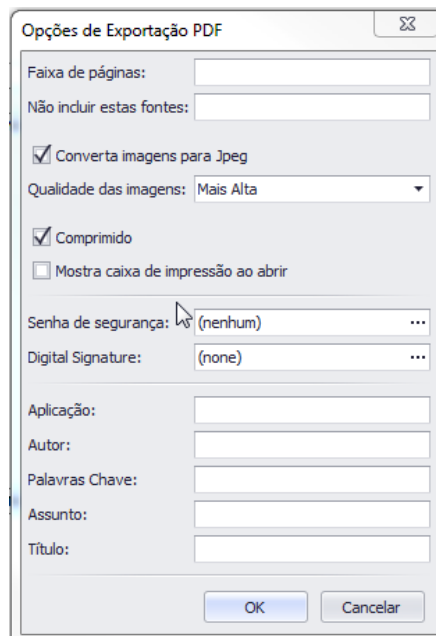 Opções de Exportação PDF
Faixa de páginas:
Não incluir estas fontes:
Converta imagens para Jpeg
Qualidade das imagens: Mais Alta
Comprimido
Mostra caixa de impressão ao abrir
Senha de segurança: (nenhum) ...
Digital Signature: (none) ...
Aplicação:
Autor:
Palavras Chave:
Assunto:
Título:
OK Cancelar